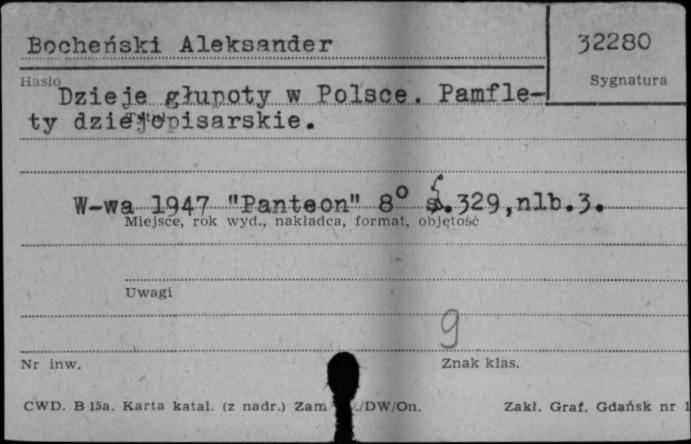 Bocheński Aleksander
32280
Hasło
Sygnatura
Dzieje głupoty w Polsce. Pamfle-
ty dziejopisarskie.
Tytuł
W-wa 1947 "Panteon" 8° s.329,nlb.3.
Miejsce, rok wyd., nakładca, format, objętość
Uwagi
9
Nr inw.
Znak klas.
CWD. B 15a. Karta katal. (z nadr.) Zam /DW/On.
Zakł. Graf. Gdańsk nr 1